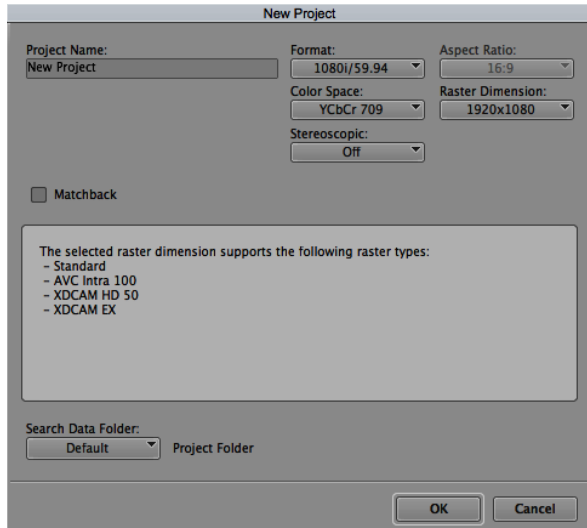 New Project
Project Name:
New Project
Format:
1080i/59.94
Aspect Ratio:
16:9
Color Space:
YCbCr 709
Raster Dimension:
1920x1080
Stereoscopic:
Off
Matchback
The selected raster dimension supports the following raster types:
– Standard
– AVC Intra 100
– XDCAM HD 50
– XDCAM EX
Search Data Folder:
Default
Project Folder
OK
Cancel